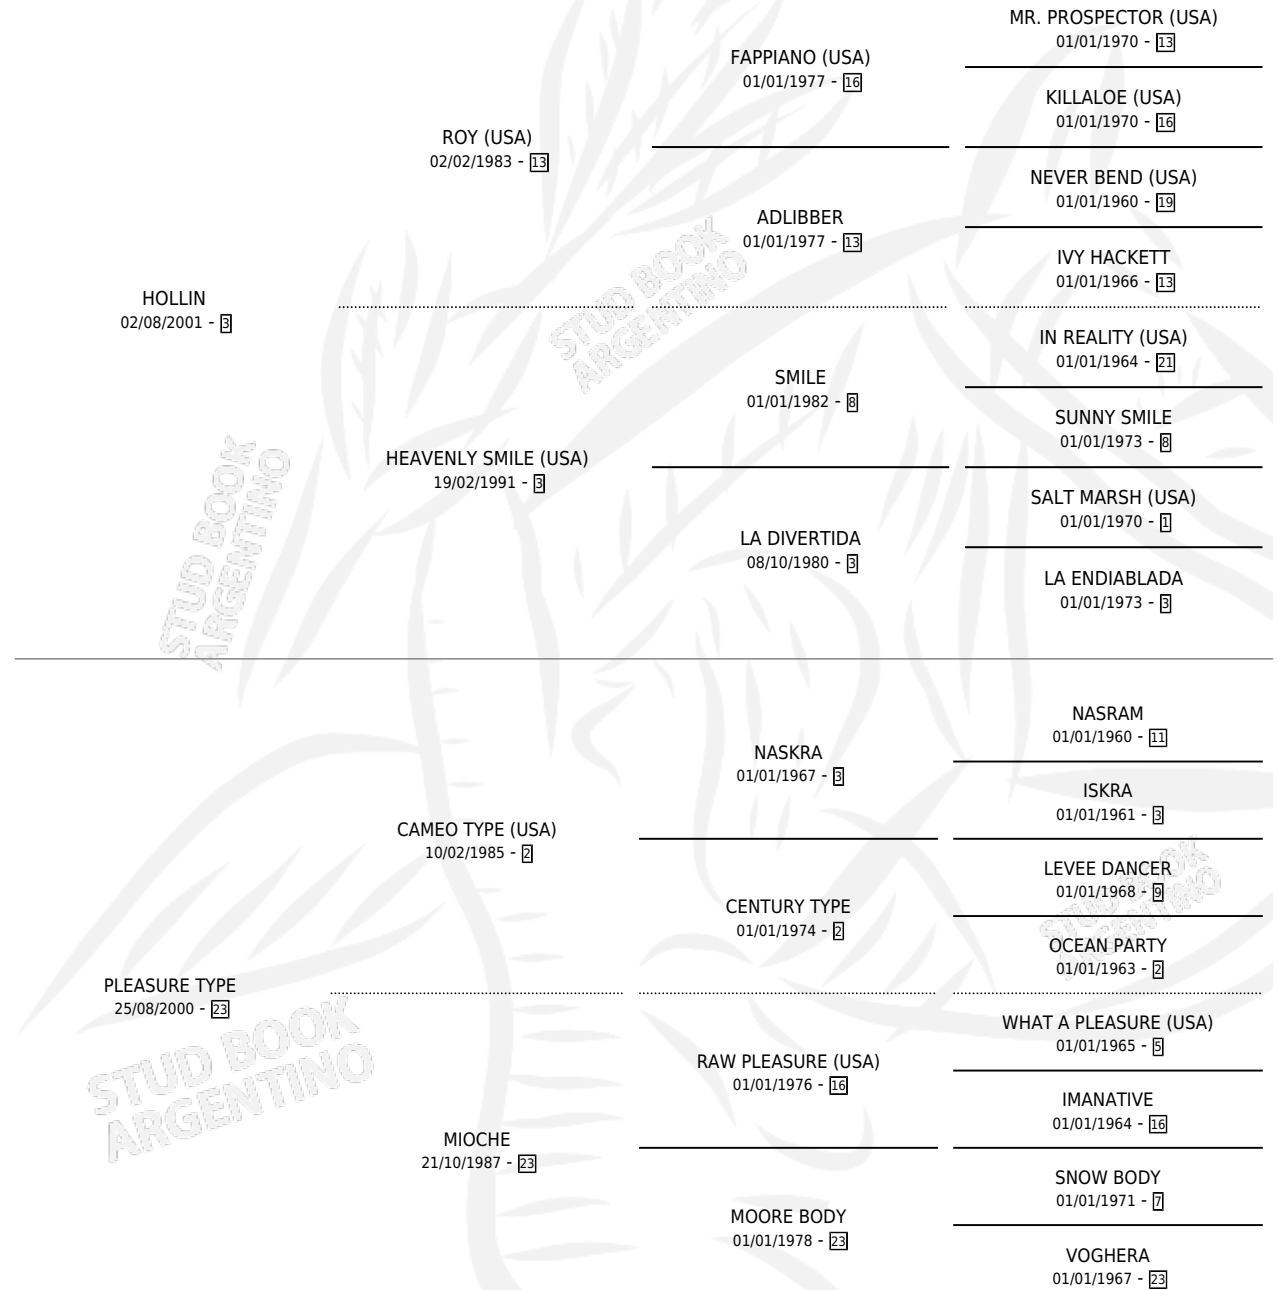 MR. PROSPECTOR (USA)
01/01/1970 - 13
FAPPIANO (USA)
01/01/1977 - 16
KILLALOE (USA)
01/01/1970 - 16
ROY (USA)
02/02/1983 - 13
NEVER BEND (USA)
01/01/1960 - 19
ADLIBBER
01/01/1977 - 13
IVY HACKETT
01/01/1966 - 13
HOLLIN
02/08/2001 - 3
STUD BOOK
ARGENTINO
IN REALITY (USA)
01/01/1964 - 21
SMILE
01/01/1982 - 8
SUNNY SMILE
01/01/1973 - 8
HEAVENLY SMILE (USA)
19/02/1991 - 3
SALT MARSH (USA)
01/01/1970 - 1
LA DIVERTIDA
08/10/1980 - 3
LA ENDIABLADA
01/01/1973 - 3
STUD BOOK
ARGENTINO
NASRAM
01/01/1960 - 11
NASKRA
01/01/1967 - 3
ISKRA
01/01/1961 - 3
CAMEO TYPE (USA)
10/02/1985 - 2
LEVEE DANCER
01/01/1968 - 9
STUD BOOK
ARGENTINO
CENTURY TYPE
01/01/1974 - 2
OCEAN PARTY
01/01/1963 - 2
PLEASURE TYPE
25/08/2000 - 23
WHAT A PLEASURE (USA)
01/01/1965 - 5
STUD BOOK
ARGENTINO
RAW PLEASURE (USA)
01/01/1976 - 16
IMANATIVE
01/01/1964 - 16
MIOCHE
21/10/1987 - 23
SNOW BODY
01/01/1971 - 7
MOORE BODY
01/01/1978 - 23
VOGHERA
01/01/1967 - 23